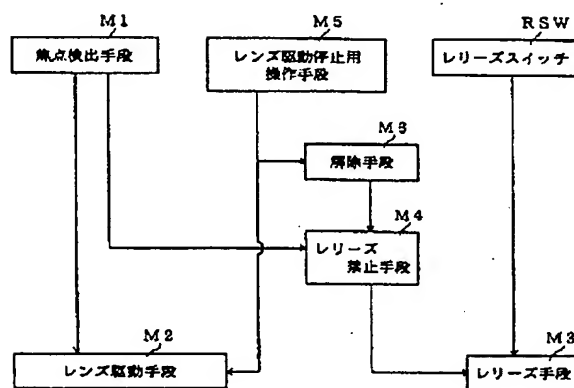 M1
焦点検出手段
M5
レンズ駆動停止用
操作手段
RSW
レリーズスイッチ
M6
解除手段
M4
レリーズ
禁止手段
M2
レンズ駆動手段
M3
レリーズ手段